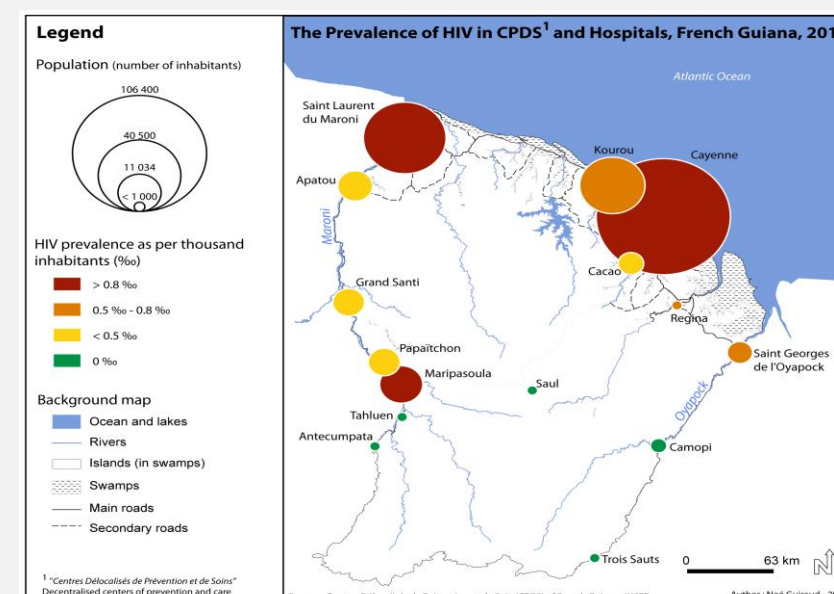 Legend
Population (number of inhabitants)
106 400
40 500
11 034
< 1 000
HIV prevalence as per thousand
inhabitants (‰)
> 0.8 ‰
0.5 ‰ - 0.8 ‰
< 0.5 ‰
0 ‰
Background map
Ocean and lakes
Rivers
Islands (in swamps)
Swamps
Main roads
Secondary roads
1 "Centres Délocalisés de Prévention et de Soins"
Decentralised centers of prevention and care
The Prevalence of HIV in CPDS1 and Hospitals, French Guiana, 201
Atlantic Ocean
Saint Laurent
du Maroni
Kourou
Cayenne
Apatou
Maroni
Cacao
Grand Santi
Regina
Papaïtchon
Saint Georges
de l'Oyapock
Maripasoula
Saul
Oyapock
Tahluen
Antecumpata
Camopi
Trois Sauts
0 63 km N